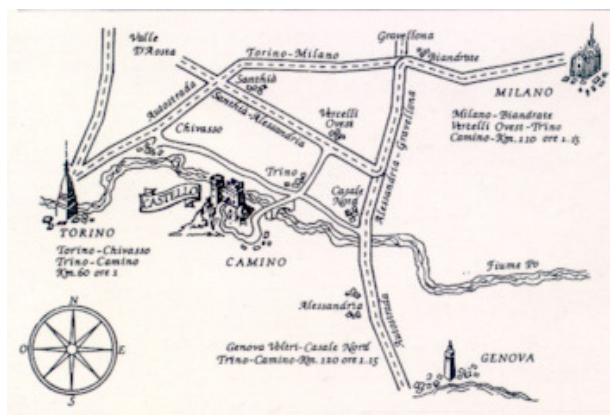 Valle
D'Aosta
Torino-Milano
Gravellona
Biandrate
MILANO
Milano-Biandrate
Vercelli Ovest-Trino
Camino-Km. 110 ore 1.15
Santhià
Autostrada
Santhià-Alessandria
Vercelli
Ovest
Alessandria-Gravellona
Chivasso
Trino
Casale
Nord
CASTELLO
TORINO
Torino-Chivasso
Trino-Camino
Km. 60 ore 1
CAMINO
Fiume Po
Alessandria
Autostrada
Genova Voltri-Casale Nord
Trino-Camino-Km. 120 ore 1.15
GENOVA
N
O
E
S